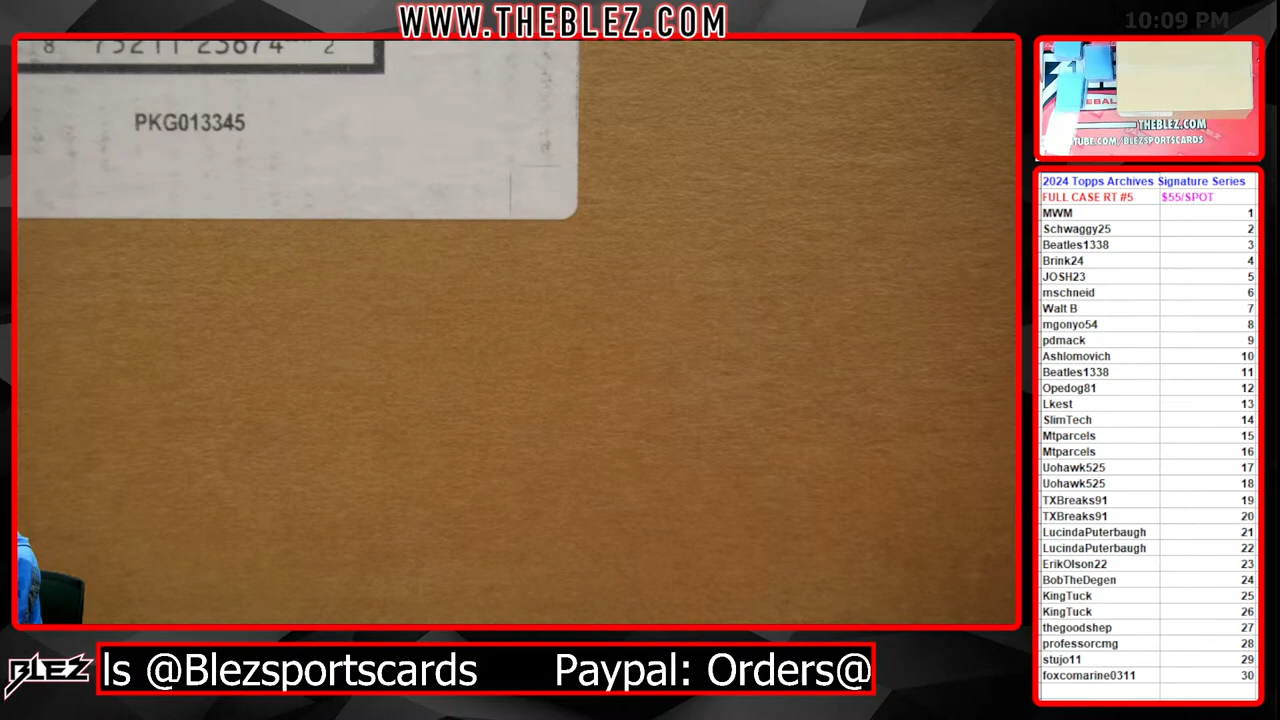 WWW.THEBLEZ.COM
10:09 PM
8 75211 23674 2
PKG013345
THEBLEZ.COM
2024 Topps Archives Signature Series
FULL CASE RT #5 $55/SPOT
MWM 1
Schwaggy25 2
Beatles1338 3
Brink24 4
JOSH23 5
mschneid 6
Walt B 7
mgonyo54 8
pdmack 9
Ashlomovich 10
Beatles1338 11
Opedog81 12
Lkest 13
SlimTech 14
Mtparcels 15
Mtparcels 16
Uohawk525 17
Uohawk525 18
TXBreaks91 19
TXBreaks91 20
LucindaPuterbaugh 21
LucindaPuterbaugh 22
ErikOlson22 23
BobTheDegen 24
KingTuck 25
KingTuck 26
thegoodshep 27
professorcmg 28
stujo11 29
foxcomarine0311 30
BLEZ
ls @Blezsportscards Paypal: Orders@